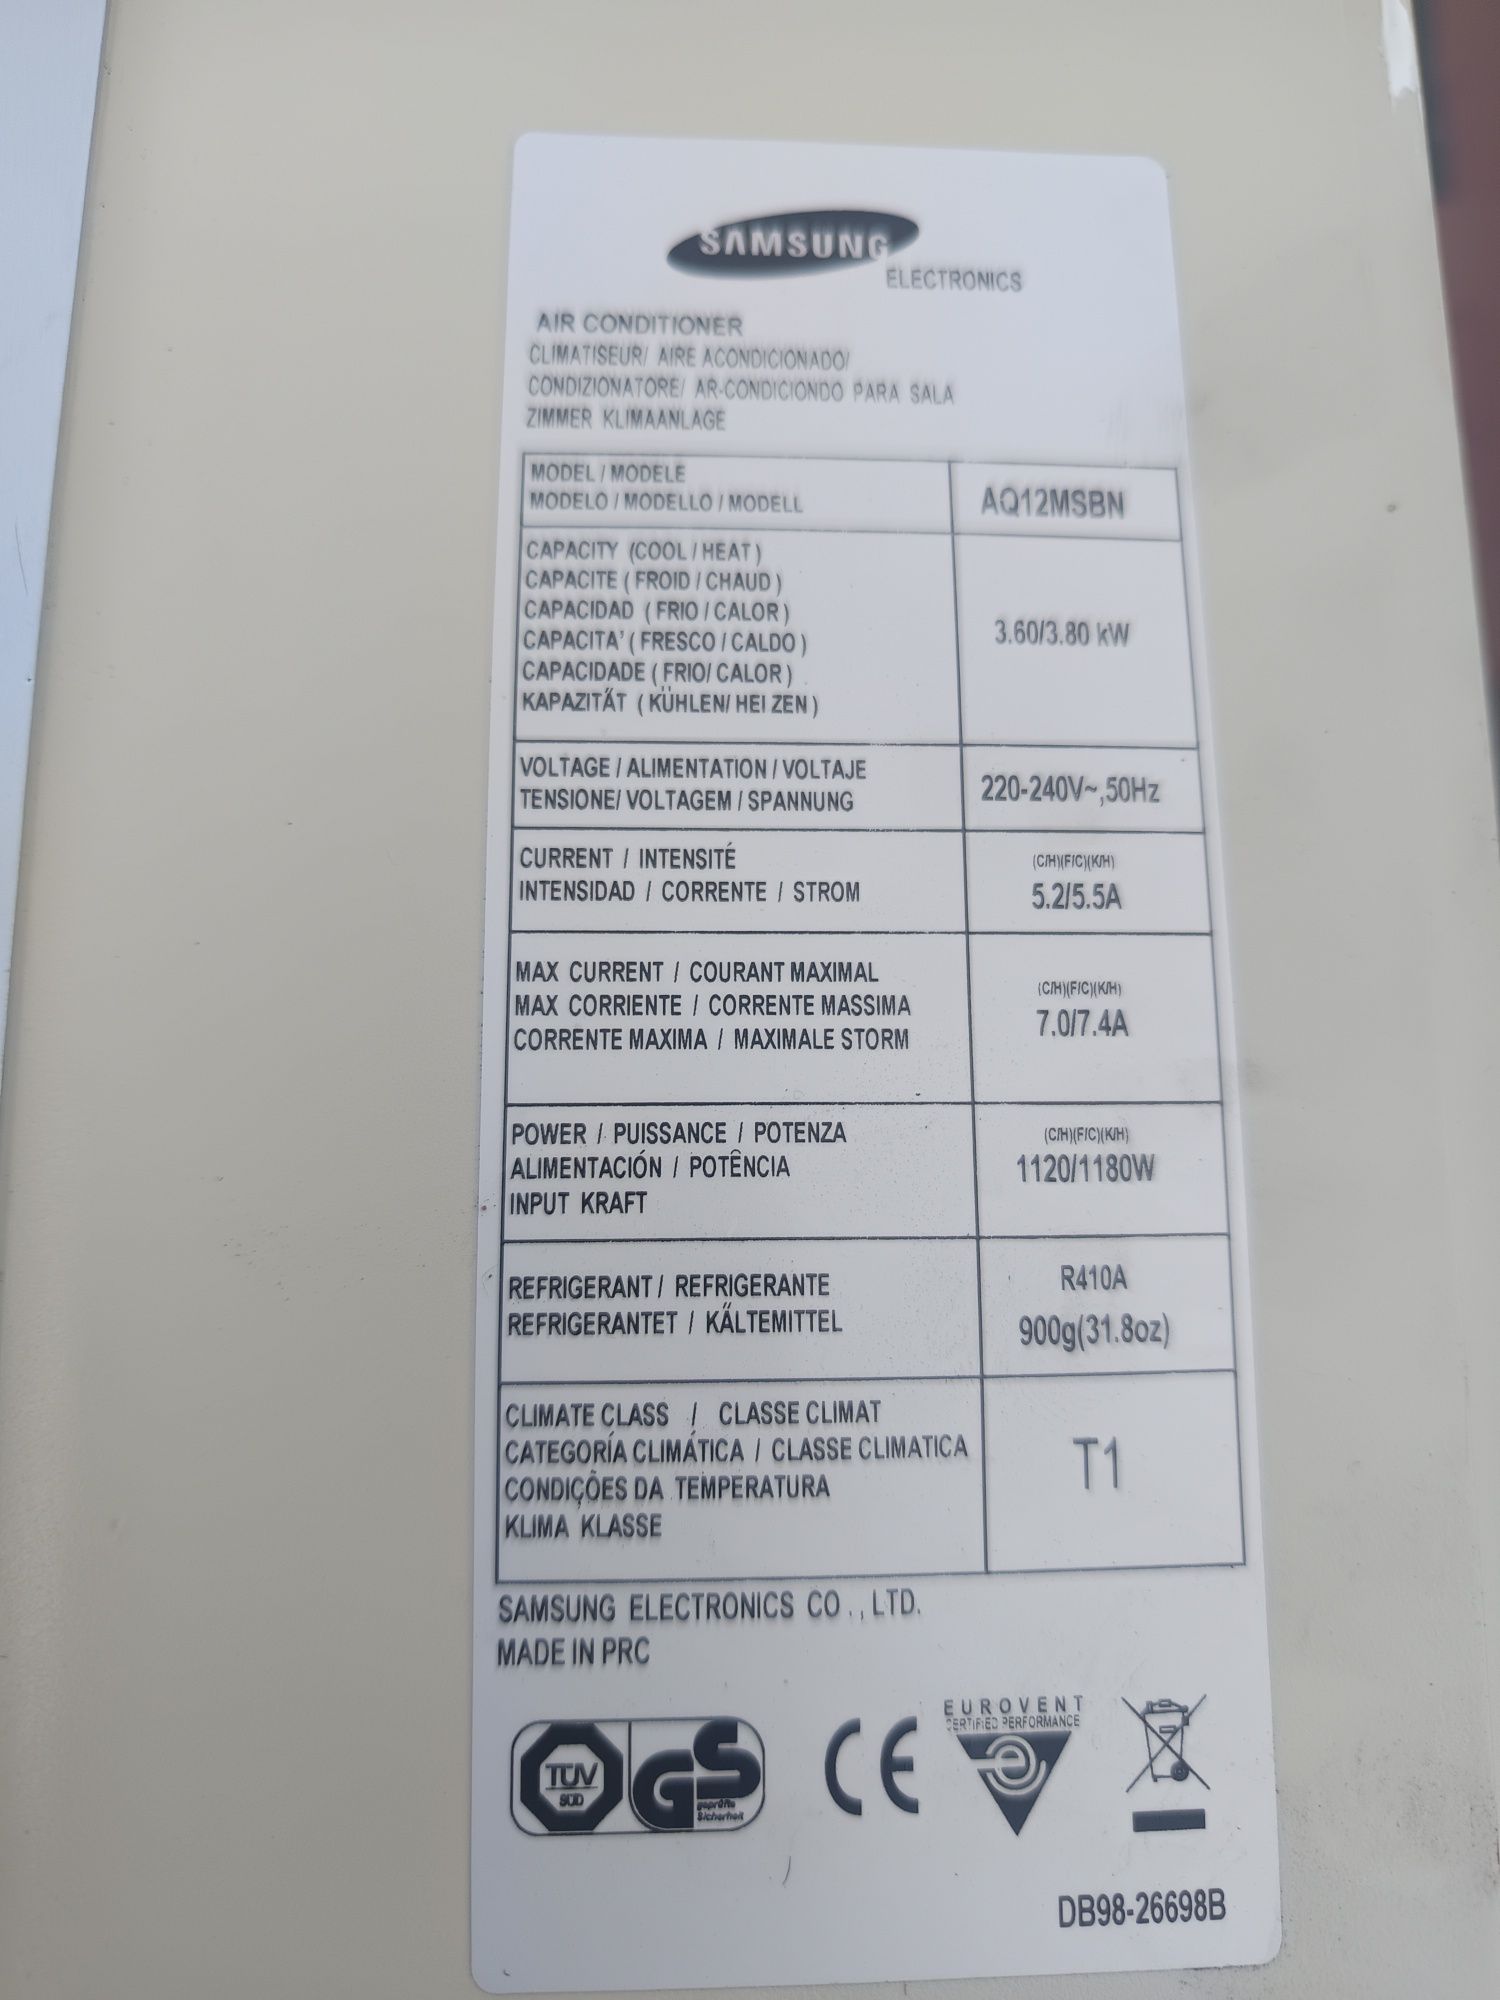 SAMSUNG
ELECTRONICS
AIR CONDITIONER
CLIMATISEUR/ AIRE ACONDICIONADO/
CONDIZIONATORE/ AR-CONDICIONDO PARA SALA
ZIMMER KLIMAANLAGE
MODEL / MODELE
MODELO / MODELLO / MODELL
AQ12MSBN
CAPACITY (COOL / HEAT)
CAPACITE ( FROID / CHAUD )
CAPACIDAD ( FRIO / CALOR )
CAPACITA' ( FRESCO / CALDO )
CAPACIDADE ( FRIO/ CALOR )
KAPAZITÄT ( KÜHLEN/ HEI ZEN )
3.60/3.80 kW
VOLTAGE / ALIMENTATION / VOLTAJE
TENSIONE/ VOLTAGEM / SPANNUNG
220-240V~,50Hz
CURRENT / INTENSITÉ
INTENSIDAD / CORRENTE / STROM
(C/H)(F/C)(K/H)
5.2/5.5A
MAX CURRENT / COURANT MAXIMAL
MAX CORRIENTE / CORRENTE MASSIMA
CORRENTE MAXIMA / MAXIMALE STORM
(C/H)(F/C)(K/H)
7.0/7.4A
POWER / PUISSANCE / POTENZA
ALIMENTACIÓN / POTÊNCIA
INPUT KRAFT
(C/H)(F/C)(K/H)
1120/1180W
REFRIGERANT / REFRIGERANTE
REFRIGERANTET / KÄLTEMITTEL
R410A
900g(31.8oz)
CLIMATE CLASS / CLASSE CLIMAT
CATEGORÍA CLIMÁTICA / CLASSE CLIMATICA
CONDIÇÕES DA TEMPERATURA
KLIMA KLASSE
T1
SAMSUNG ELECTRONICS CO., LTD.
MADE IN PRC
TÜV
SÜD
GS
geprüfte
Sicherheit
CE
EUROVENT
CERTIFIED PERFORMANCE
DB98-26698B